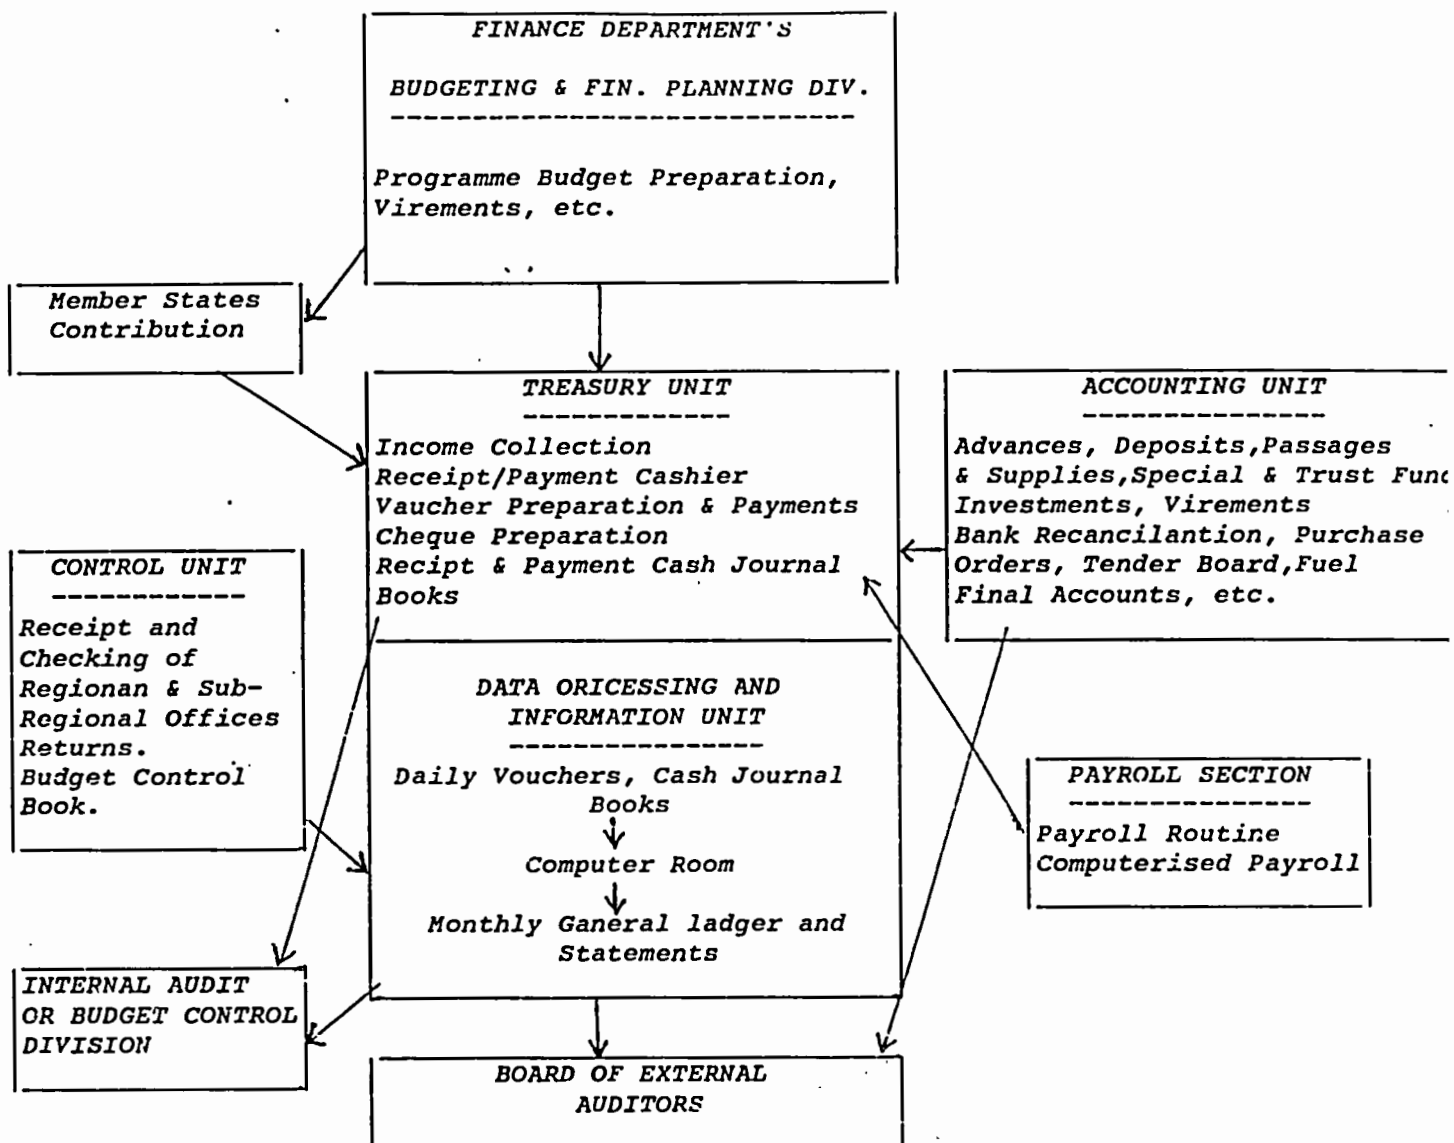 FINANCE DEPARTMENT'S
BUDGETING & FIN. PLANNING DIV.
Programme Budget Preparation,
Virements, etc.
Member States
Contribution
TREASURY UNIT
Income Collection
Receipt/Payment Cashier
Vaucher Preparation & Payments
Cheque Preparation
Recipt & Payment Cash Journal
Books
ACCOUNTING UNIT
Advances, Deposits,Passages
& Supplies,Special & Trust Fund
Investments, Virements
Bank Recancilantion, Purchase
Orders, Tender Board,Fuel
Final Accounts, etc.
CONTROL UNIT
Receipt and
Checking of
Regionan & Sub-
Regional Offices
Returns.
Budget Control
Book.
DATA ORICESSING AND
INFORMATION UNIT
Daily Vouchers, Cash Journal
Books
Computer Room
Monthly Ganeral ladger and
Statements
PAYROLL SECTION
Payroll Routine
Computerised Payroll
INTERNAL AUDIT
OR BUDGET CONTROL
DIVISION
BOARD OF EXTERNAL
AUDITORS